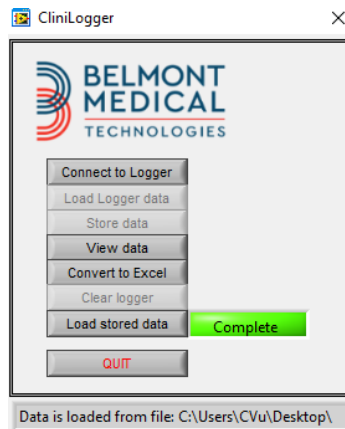 CliniLogger
BELMONT
MEDICAL
TECHNOLOGIES
Connect to Logger
Load Logger data
Store data
View data
Convert to Excel
Clear logger
Load stored data
Complete
QUIT
Data is loaded from file: C:\Users\CVu\Desktop\